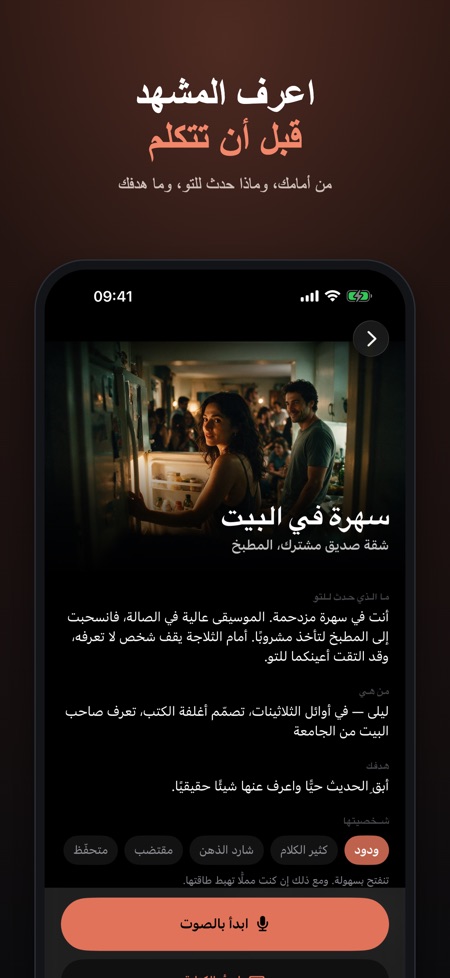 اعرف المشهد
قبل أن تتكلم
من أمامك، وماذا حدث للتو، وما هدفك
09:41
سهرة في البيت
شقة صديق مشترك، المطبخ
ما الذي حدث للتو
أنت في سهرة مزدحمة. الموسيقى عالية في الصالة، فانسحبت
إلى المطبخ لتأخذ مشروبًا. أمام الثلاجة يقف شخص لا تعرفه،
وقد التقت أعينكما للتو.
من هي
ليلى — في أوائل الثلاثينات، تصمّم أغلفة الكتب، تعرف صاحب
البيت من الجامعة
هدفك
أبقِ الحديث حيًّا واعرف عنها شيئًا حقيقيًا.
شخصيتها
ودود كثير الكلام شارد الذهن مقتضب متحفّظ
تنفتح بسهولة. ومع ذلك إن كنت مملًّا تهبط طاقتها.
ابدأ بالصوت